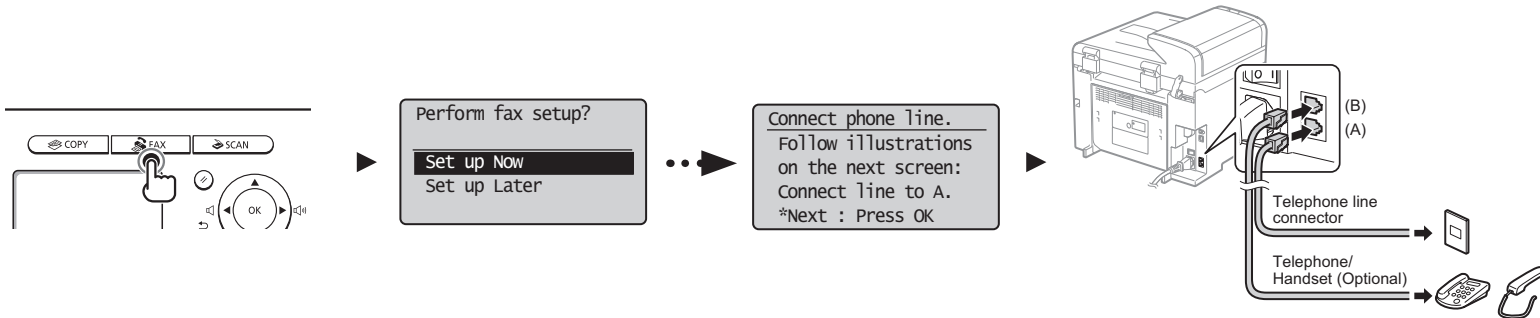 COPY
FAX
SCAN
OK
Perform fax setup?
Set up Now
Set up Later
Connect phone line.
Follow illustrations
on the next screen:
Connect line to A.
*Next : Press OK
(B)
(A)
Telephone line
connector
Telephone/
Handset (Optional)